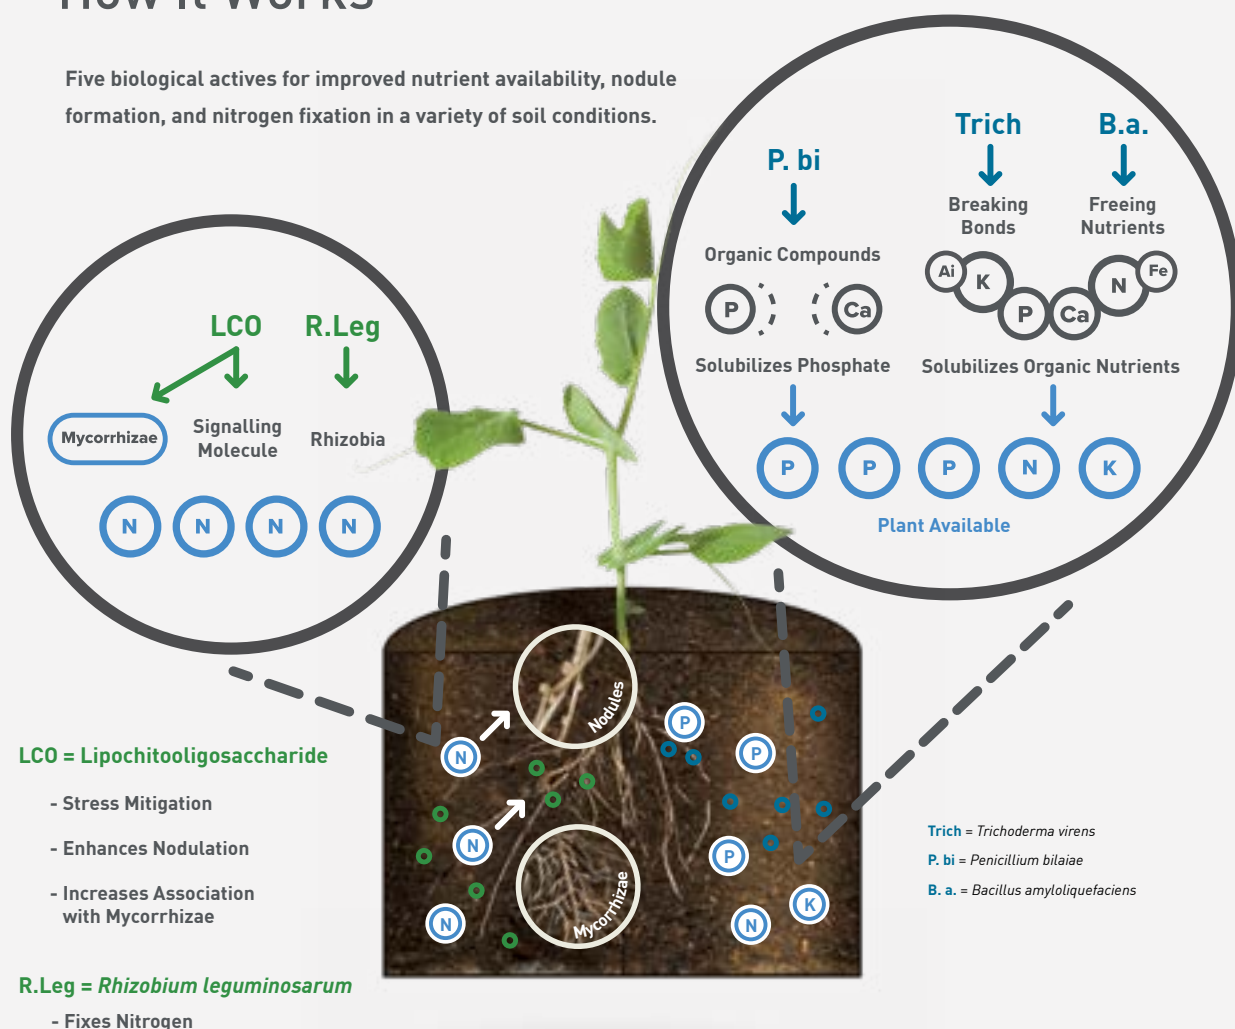 How It Works
Five biological actives for improved nutrient availability, nodule
formation, and nitrogen fixation in a variety of soil conditions.
LCO
R.Leg
Mycorrhizae
Signalling
Molecule
Rhizobia
N
N
N
N
P. bi
Trich
B.a.
Organic Compounds
Breaking
Bonds
Freeing
Nutrients
P
Ca
Ai
K
P
Ca
N
Fe
Solubilizes Phosphate
Solubilizes Organic Nutrients
P
P
P
N
K
Plant Available
Nodules
N
N
N
Mycorrhizae
P
P
P
K
N
LCO = Lipochitooligosaccharide
- Stress Mitigation
- Enhances Nodulation
- Increases Association
with Mycorrhizae
R.Leg = Rhizobium leguminosarum
- Fixes Nitrogen
Trich = Trichoderma virens
P. bi = Penicillium bilaiae
B. a. = Bacillus amyloliquefaciens